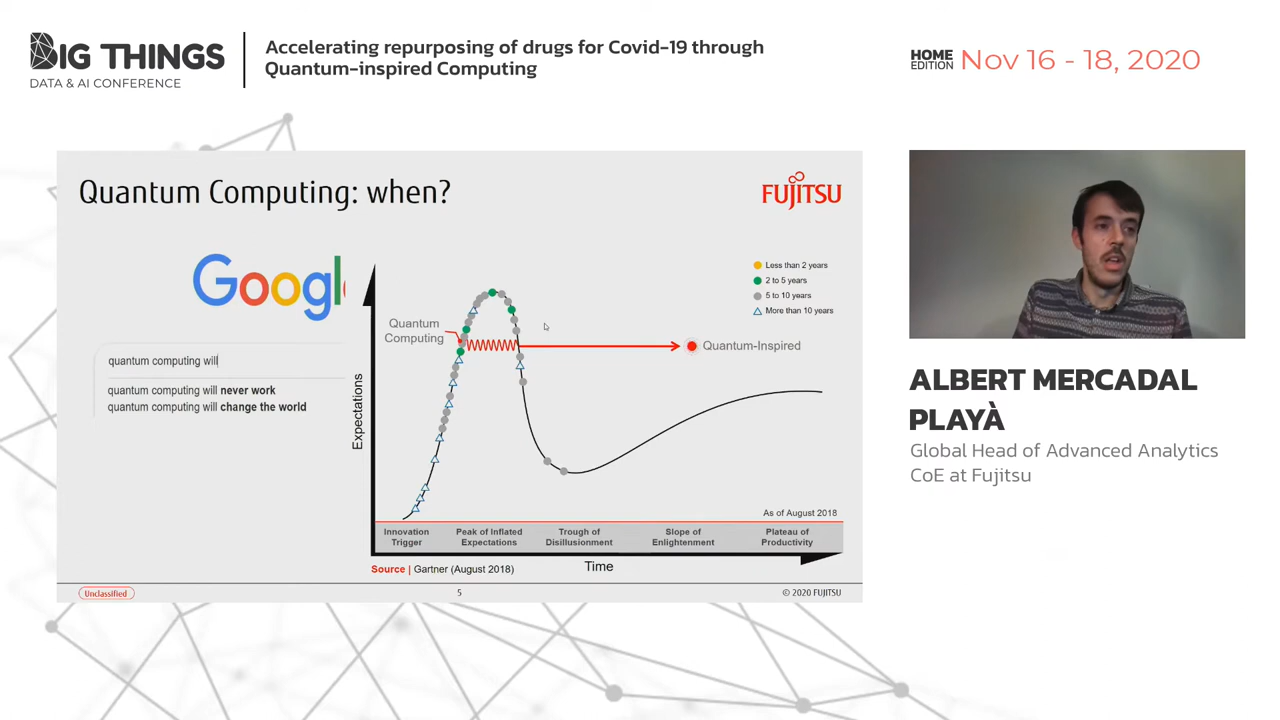 BIG THINGS
DATA & AI CONFERENCE
Accelerating repurposing of drugs for Covid-19 through
Quantum-inspired Computing
HOME
EDITION
Nov 16 - 18, 2020
Quantum Computing: when?
FUJITSU
Googl
quantum computing will
quantum computing will never work
quantum computing will change the world
Less than 2 years
2 to 5 years
5 to 10 years
More than 10 years
Quantum
Computing
Quantum-Inspired
Expectations
As of August 2018
Innovation
Trigger
Peak of Inflated
Expectations
Trough of
Disillusionment
Slope of
Enlightenment
Plateau of
Productivity
Source | Gartner (August 2018)
Time
Unclassified
5
© 2020 FUJITSU
ALBERT MERCADAL
PLAYÀ
Global Head of Advanced Analytics
CoE at Fujitsu